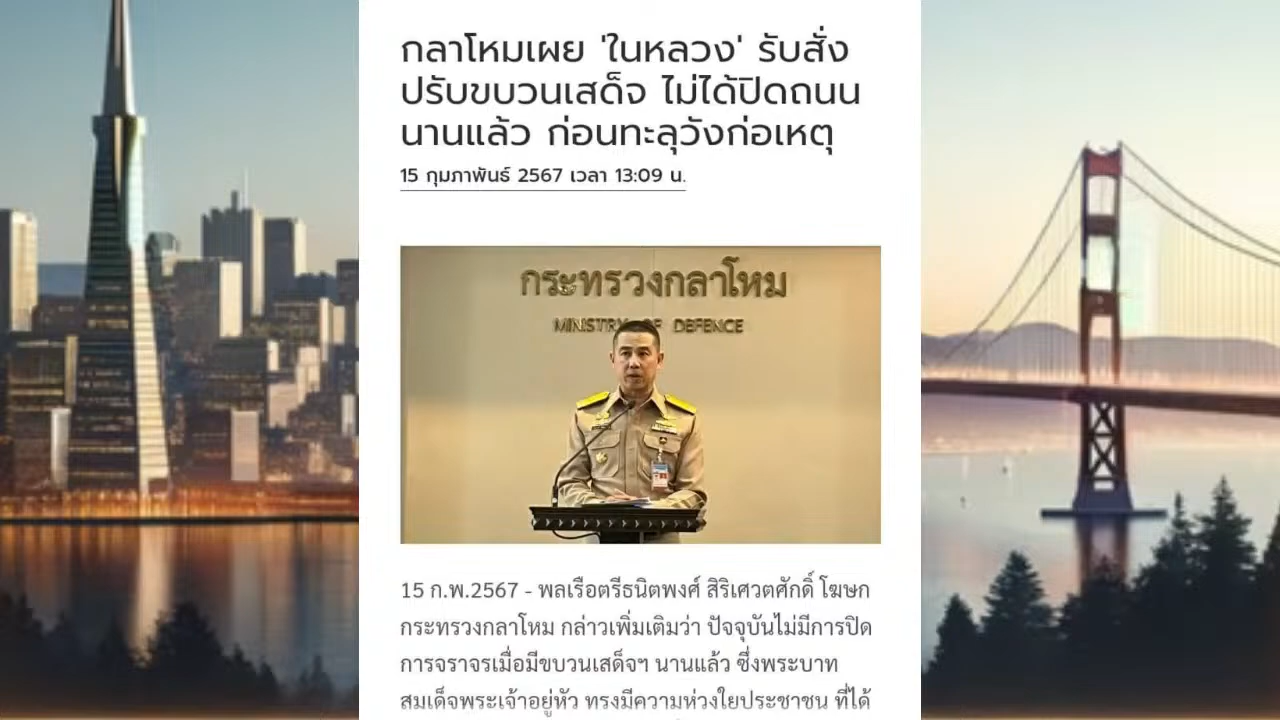 กลาโหมเผย 'ในหลวง' รับสั่ง
ปรับขบวนเสด็จ ไม่ได้ปิดถนน
นานแล้ว ก่อนทะลุวังก่อเหตุ
15 กุมภาพันธ์ 2567 เวลา 13:09 น.
กระทรวงกลาโหม
MINISTRY OF DEFENCE
15 ก.พ.2567 - พลเรือตรีธนิตพงศ์ สิริเศวตศักดิ์ โฆษก
กระทรวงกลาโหม กล่าวเพิ่มเติมว่า ปัจจุบันไม่มีการปิด
การจราจรเมื่อมีขบวนเสด็จฯ นานแล้ว ซึ่งพระบาท
สมเด็จพระเจ้าอยู่หัว ทรงมีความห่วงใยประชาชน ที่ได้